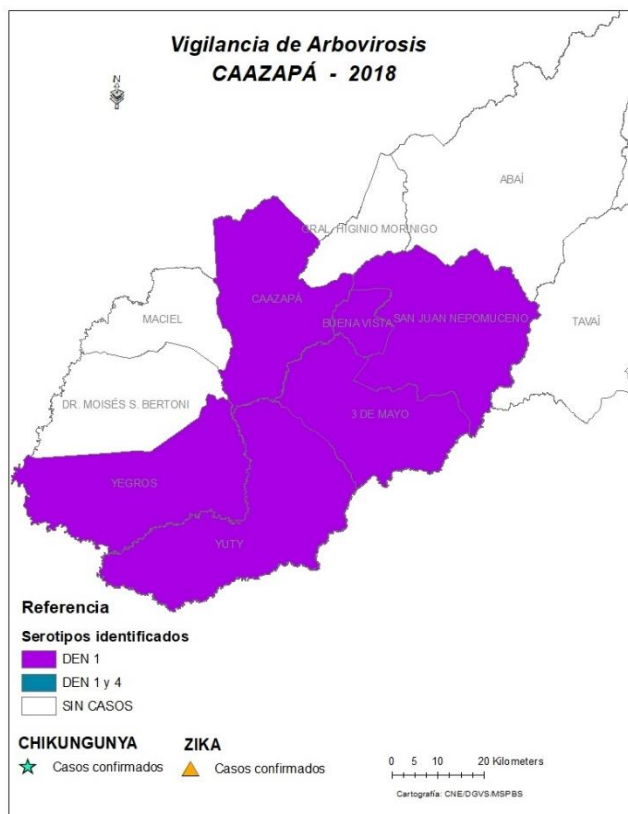 Vigilancia de Arbovirosis
CAAZAPÁ - 2018
N
ABAÍ
GRAL. HIGINIO MORINIGO
CAAZAPÁ
MACIEL
BUENA VISTA
SAN JUAN NEPOMUCENO
TAVAÍ
DR. MOISÉS S. BERTONI
3 DE MAYO
YEGROS
YUTY
Referencia
Serotipos identificados
DEN 1
DEN 1 y 4
SIN CASOS
CHIKUNGUNYA
Casos confirmados
ZIKA
Casos confirmados
0 5 10 20 Kilometers
Cartografía: CNE/DGVS/MSPBS